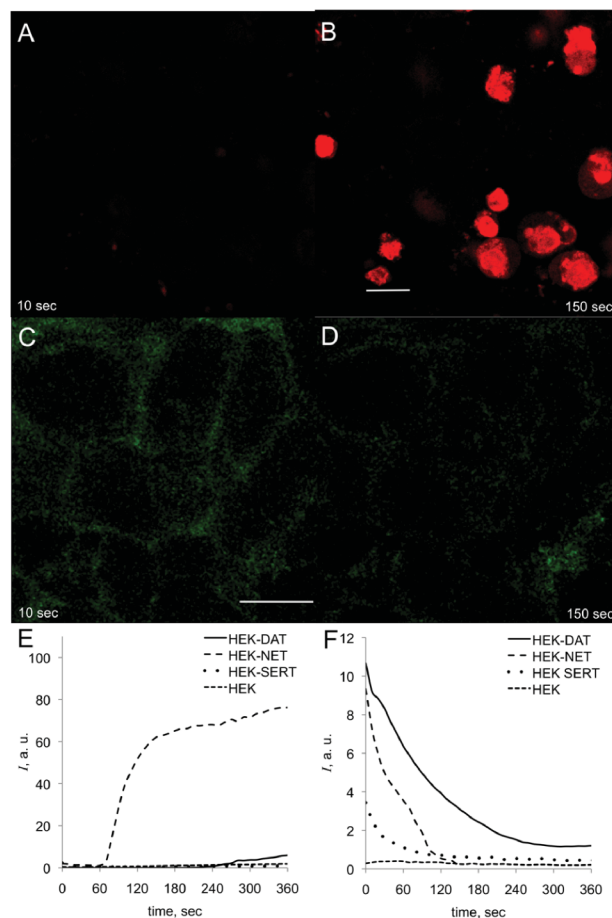 A
B
10 sec
150 sec
C
D
10 sec
150 sec
E
HEK-DAT
HEK-NET
HEK-SERT
HEK
I, a. u.
100
80
60
40
20
0
0 60 120 180 240 300 360
time, sec
F
HEK-DAT
HEK-NET
HEK SERT
HEK
I, a. u.
12
10
8
6
4
2
0
0 60 120 180 240 300 360
time, sec